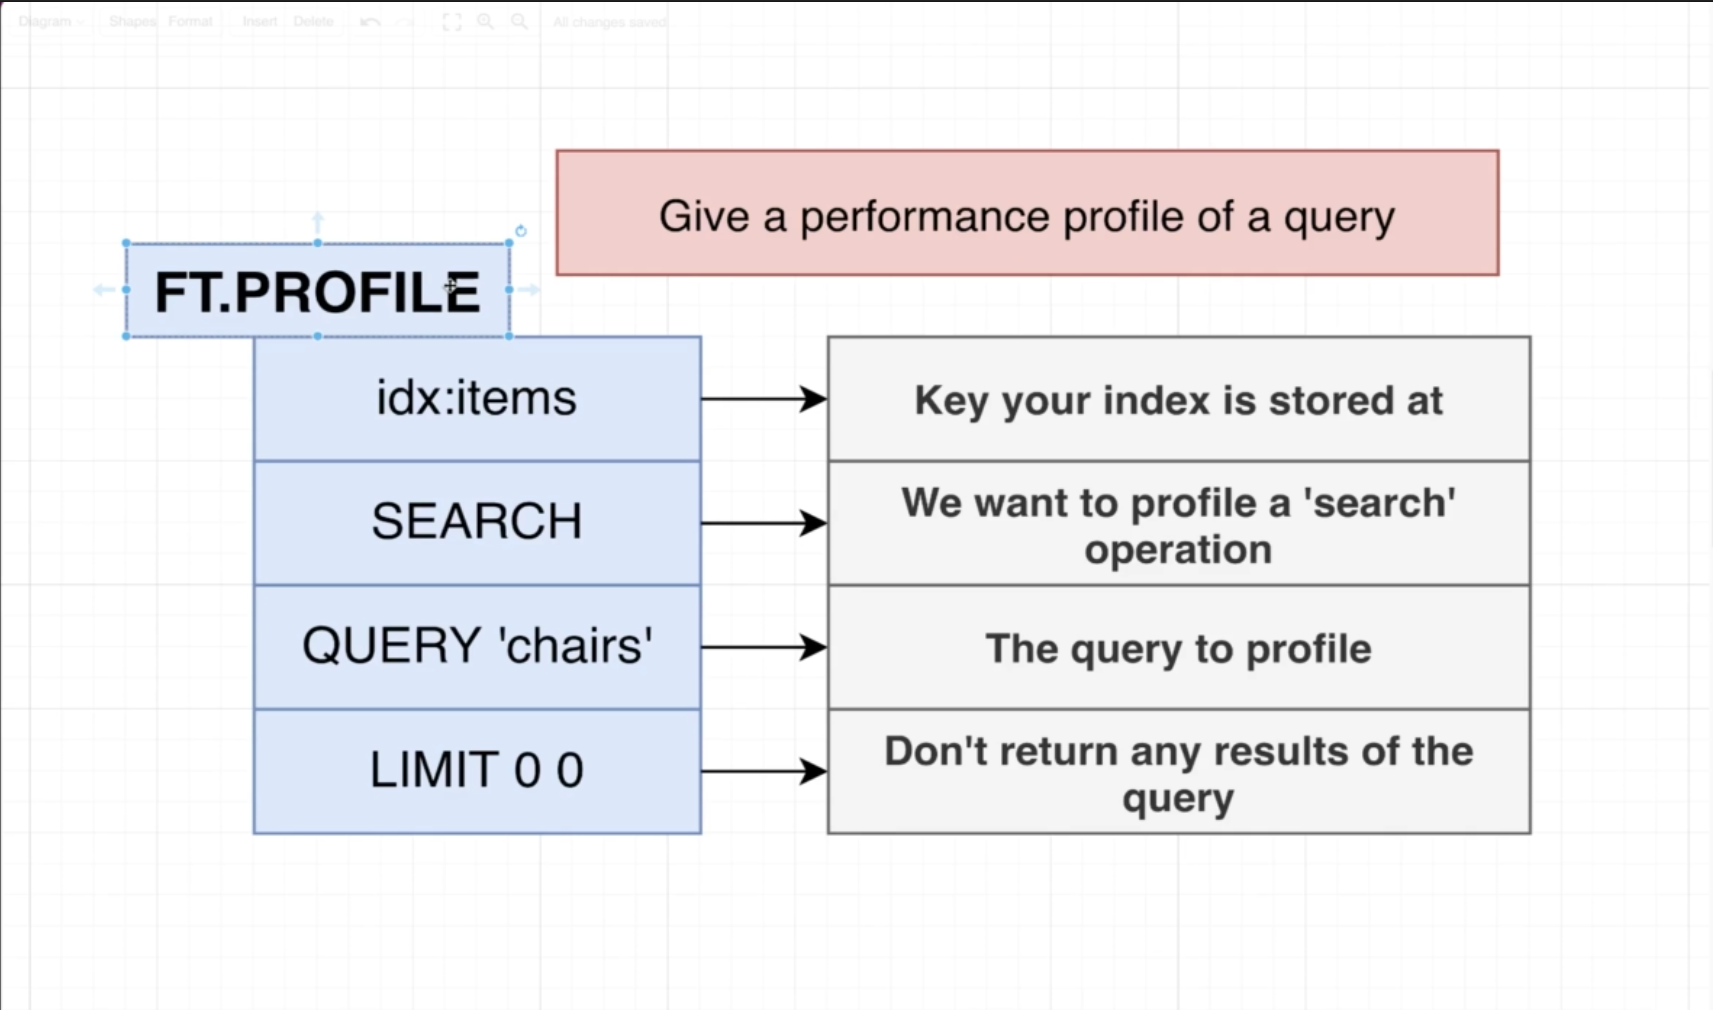 Diagram
Shapes
Format
Insert
Delete
All changes saved
Give a performance profile of a query
FT.PROFILE
idx:items
Key your index is stored at
SEARCH
We want to profile a 'search'
operation
QUERY 'chairs'
The query to profile
LIMIT 0 0
Don't return any results of the
query